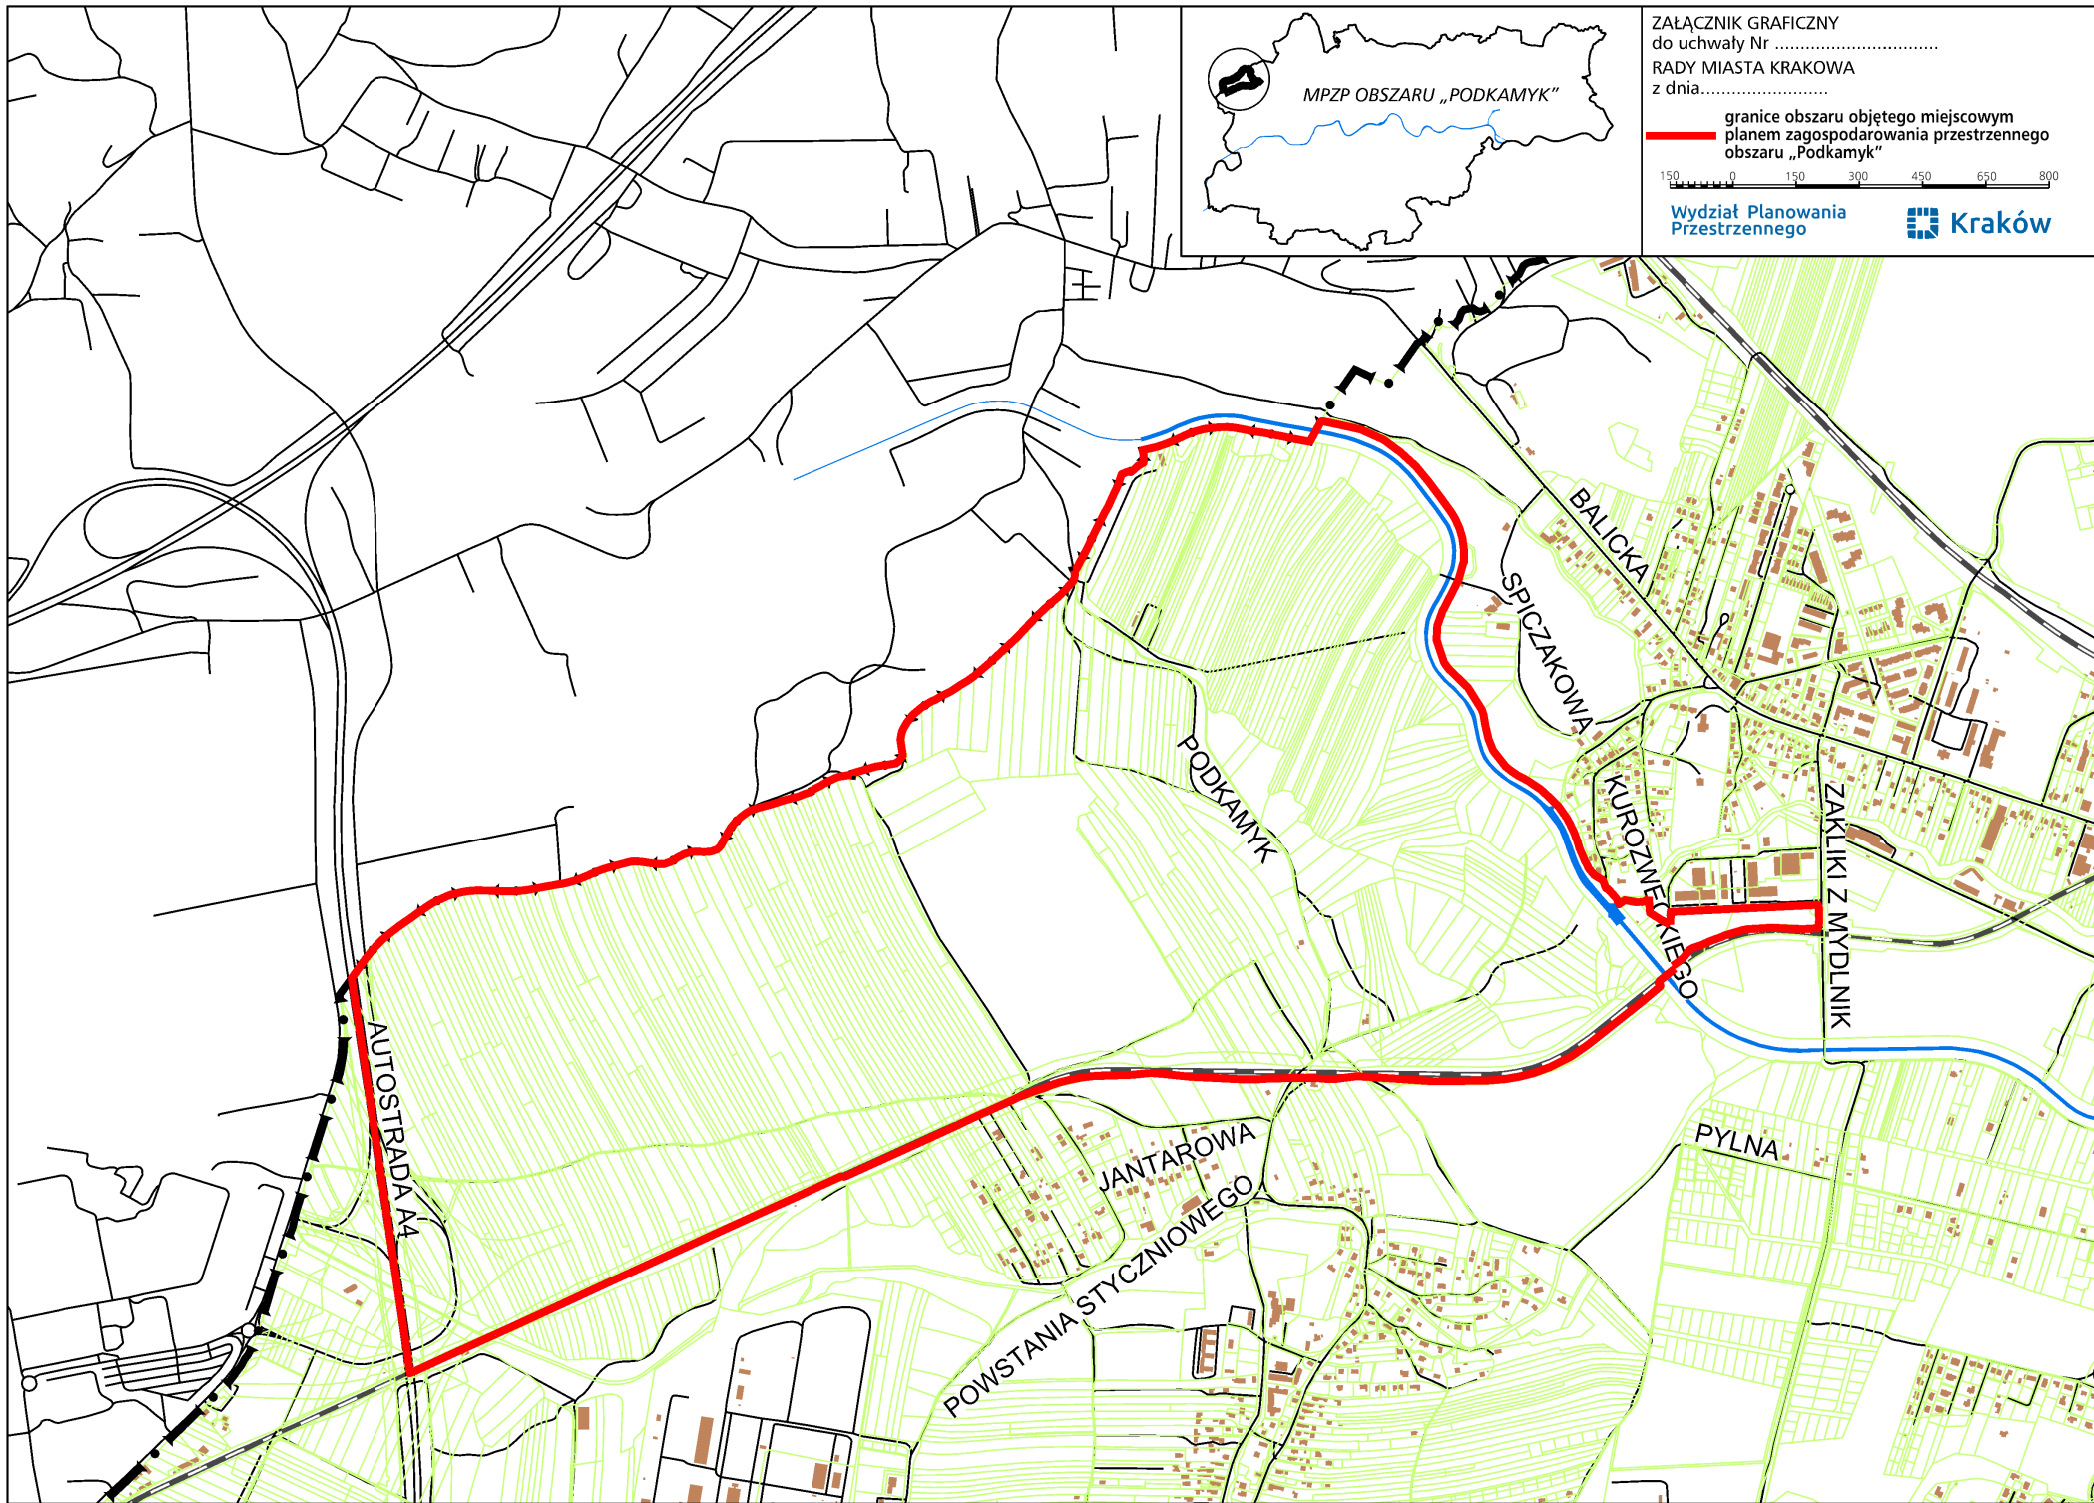 MPZP OBSZARU „PODKAMYK”
ZAŁĄCZNIK GRAFICZNY
do uchwały Nr ................................
RADY MIASTA KRAKOWA
z dnia.........................
granice obszaru objętego miejscowym
planem zagospodarowania przestrzennego
obszaru „Podkamyk”
150 0 150 300 450 650 800
Wydział Planowania
Przestrzennego
Kraków
BALICKA
SPICZAKOWA
PODKAMYK
KUROZWĘCKIEGO
ZAKLIKI Z MYDLNIK
AUTOSTRADA A4
JANTAROWA
PYLNA
POWSTANIA STYCZNIOWEGO